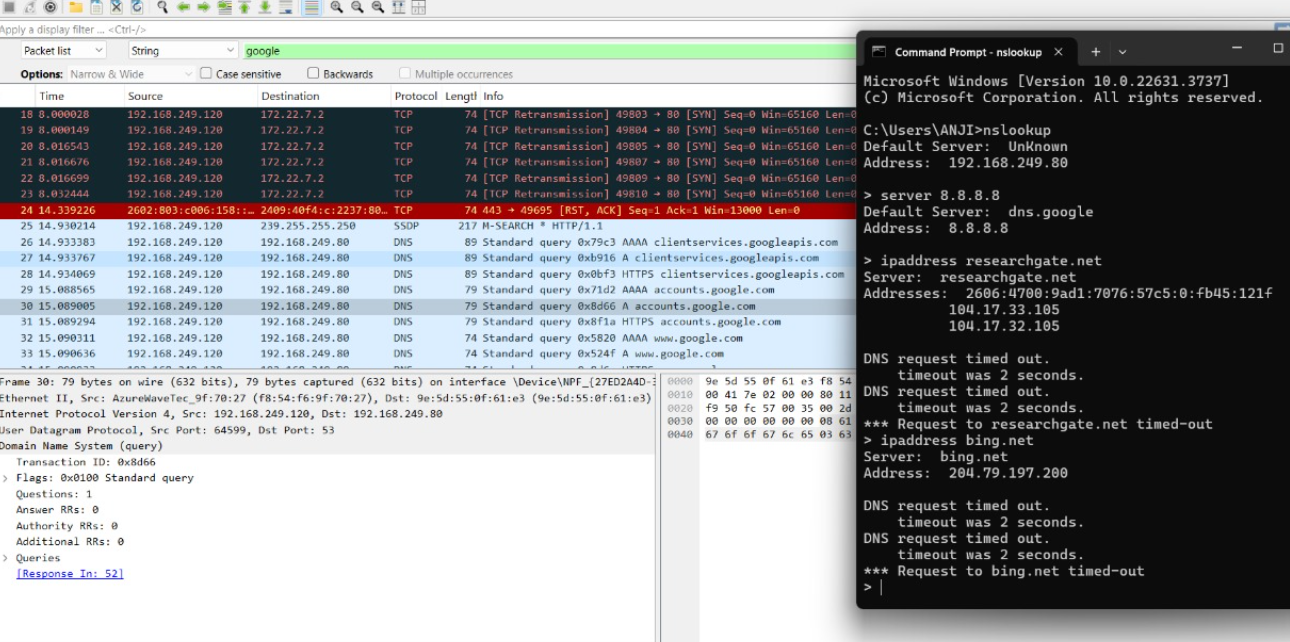 Apply a display filter ... <Ctrl-/>
Packet list String google
Options: Narrow & Wide Case sensitive Backwards Multiple occurrences
Time Source Destination Protocol Length Info
18 8.000028 192.168.249.120 172.22.7.2 TCP 74 [TCP Retransmission] 49803 → 80 [SYN] Seq=0 Win=65160 Len=0
19 8.000149 192.168.249.120 172.22.7.2 TCP 74 [TCP Retransmission] 49804 → 80 [SYN] Seq=0 Win=65160 Len=0
20 8.016543 192.168.249.120 172.22.7.2 TCP 74 [TCP Retransmission] 49805 → 80 [SYN] Seq=0 Win=65160 Len=0
21 8.016676 192.168.249.120 172.22.7.2 TCP 74 [TCP Retransmission] 49807 → 80 [SYN] Seq=0 Win=65160 Len=0
22 8.016699 192.168.249.120 172.22.7.2 TCP 74 [TCP Retransmission] 49809 → 80 [SYN] Seq=0 Win=65160 Len=0
23 8.032444 192.168.249.120 172.22.7.2 TCP 74 [TCP Retransmission] 49810 → 80 [SYN] Seq=0 Win=65160 Len=0
24 14.339226 2602:803:c006:158::… 2409:40f4:c:2237:80… TCP 74 443 → 49695 [RST, ACK] Seq=1 Ack=1 Win=13000 Len=0
25 14.930214 192.168.249.120 239.255.255.250 SSDP 217 M-SEARCH * HTTP/1.1
26 14.933383 192.168.249.120 192.168.249.80 DNS 89 Standard query 0x79c3 AAAA clientservices.googleapis.com
27 14.933767 192.168.249.120 192.168.249.80 DNS 89 Standard query 0xb916 A clientservices.googleapis.com
28 14.934069 192.168.249.120 192.168.249.80 DNS 89 Standard query 0x0bf3 HTTPS clientservices.googleapis.com
29 15.088565 192.168.249.120 192.168.249.80 DNS 79 Standard query 0x71d2 AAAA accounts.google.com
30 15.089005 192.168.249.120 192.168.249.80 DNS 79 Standard query 0x8d66 A accounts.google.com
31 15.089294 192.168.249.120 192.168.249.80 DNS 79 Standard query 0x8f1a HTTPS accounts.google.com
32 15.090311 192.168.249.120 192.168.249.80 DNS 74 Standard query 0x5820 AAAA www.google.com
33 15.090636 192.168.249.120 192.168.249.80 DNS 74 Standard query 0x524f A www.google.com
Frame 30: 79 bytes on wire (632 bits), 79 bytes captured (632 bits) on interface \Device\NPF_{27ED2A4D-3
Ethernet II, Src: AzureWaveTec_9f:70:27 (f8:54:f6:9f:70:27), Dst: 9e:5d:55:0f:61:e3 (9e:5d:55:0f:61:e3)
Internet Protocol Version 4, Src: 192.168.249.120, Dst: 192.168.249.80
User Datagram Protocol, Src Port: 64599, Dst Port: 53
Domain Name System (query)
Transaction ID: 0x8d66
> Flags: 0x0100 Standard query
Questions: 1
Answer RRs: 0
Authority RRs: 0
Additional RRs: 0
> Queries
[Response In: 52]
0000 9e 5d 55 0f 61 e3 f8 54
0010 00 41 7e 02 00 00 80 11
0020 f9 50 fc 57 00 35 00 2d
0030 00 00 00 00 00 00 08 61
0040 67 6f 6f 67 6c 65 03 63
Command Prompt - nslookup
Microsoft Windows [Version 10.0.22631.3737]
(c) Microsoft Corporation. All rights reserved.
C:\Users\ANJI>nslookup
Default Server: UnKnown
Address: 192.168.249.80
> server 8.8.8.8
Default Server: dns.google
Address: 8.8.8.8
> ipaddress researchgate.net
Server: researchgate.net
Addresses: 2606:4700:9ad1:7076:57c5:0:fb45:121f
104.17.33.105
104.17.32.105
DNS request timed out.
timeout was 2 seconds.
DNS request timed out.
timeout was 2 seconds.
*** Request to researchgate.net timed-out
> ipaddress bing.net
Server: bing.net
Address: 204.79.197.200
DNS request timed out.
timeout was 2 seconds.
DNS request timed out.
timeout was 2 seconds.
*** Request to bing.net timed-out
>